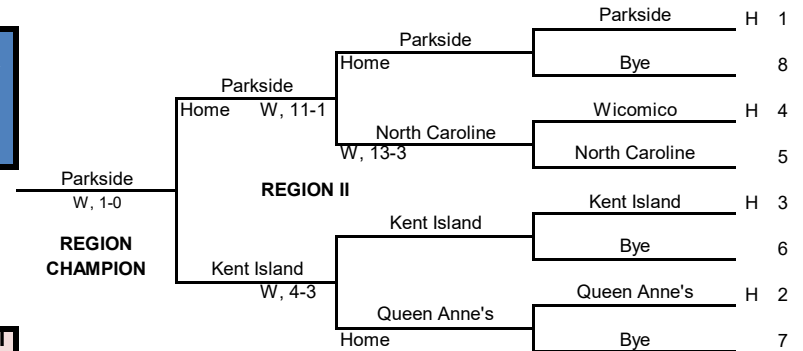 Parkside H 1
Parkside
Home Bye 8
Parkside
Home W, 11-1 Wicomico H 4
North Caroline
W, 13-3 North Caroline 5
Parkside
W, 1-0 REGION II
Kent Island H 3
Kent Island
REGION
CHAMPION Bye 6
Kent Island
W, 4-3 Queen Anne's H 2
Queen Anne's
Home Bye 7